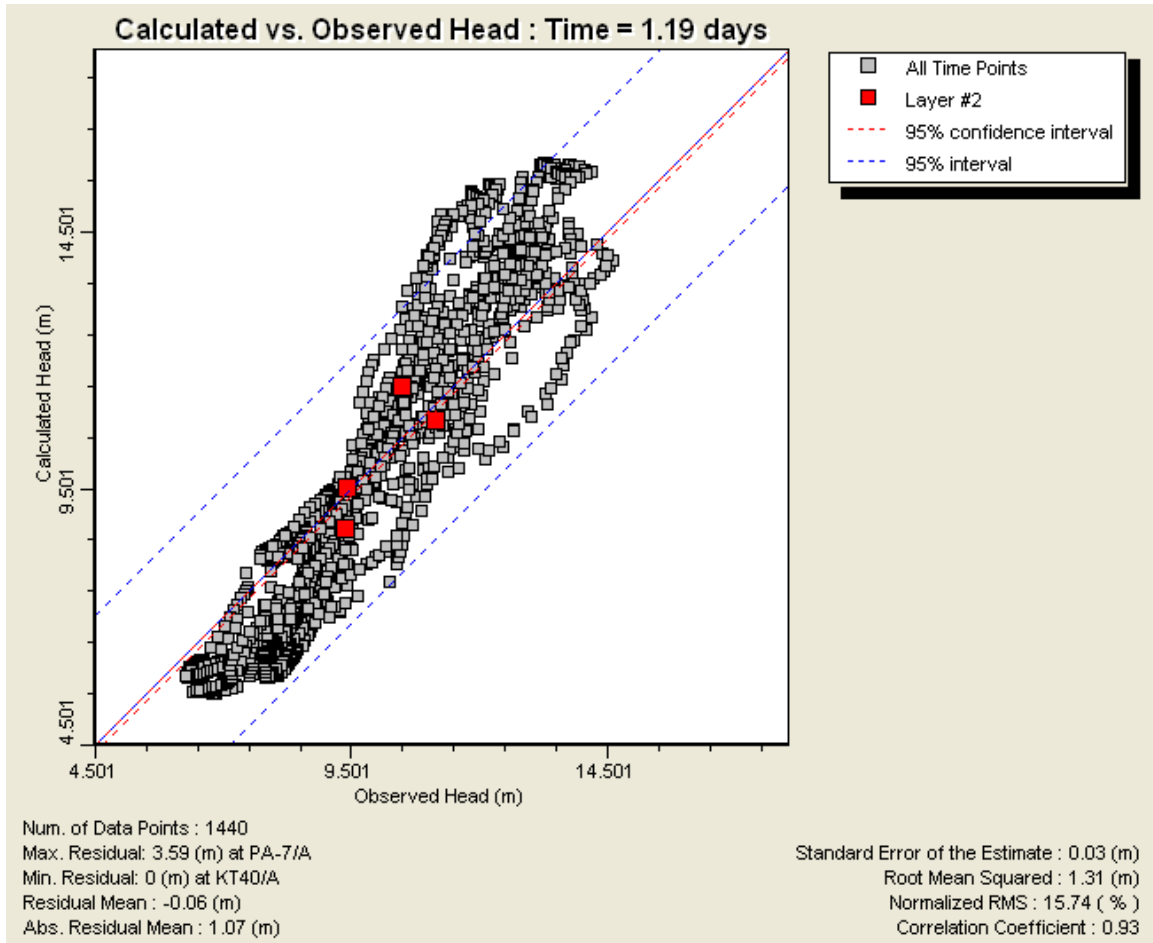 Calculated vs. Observed Head : Time = 1.19 days
All Time Points
Layer #2
95% confidence interval
95% interval
14.501
9.501
4.501
Calculated Head (m)
4.501
9.501
14.501
Observed Head (m)
Num. of Data Points : 1440
Max. Residual: 3.59 (m) at PA-7/A
Min. Residual: 0 (m) at KT40/A
Residual Mean : -0.06 (m)
Abs. Residual Mean : 1.07 (m)
Standard Error of the Estimate : 0.03 (m)
Root Mean Squared : 1.31 (m)
Normalized RMS : 15.74 ( % )
Correlation Coefficient : 0.93